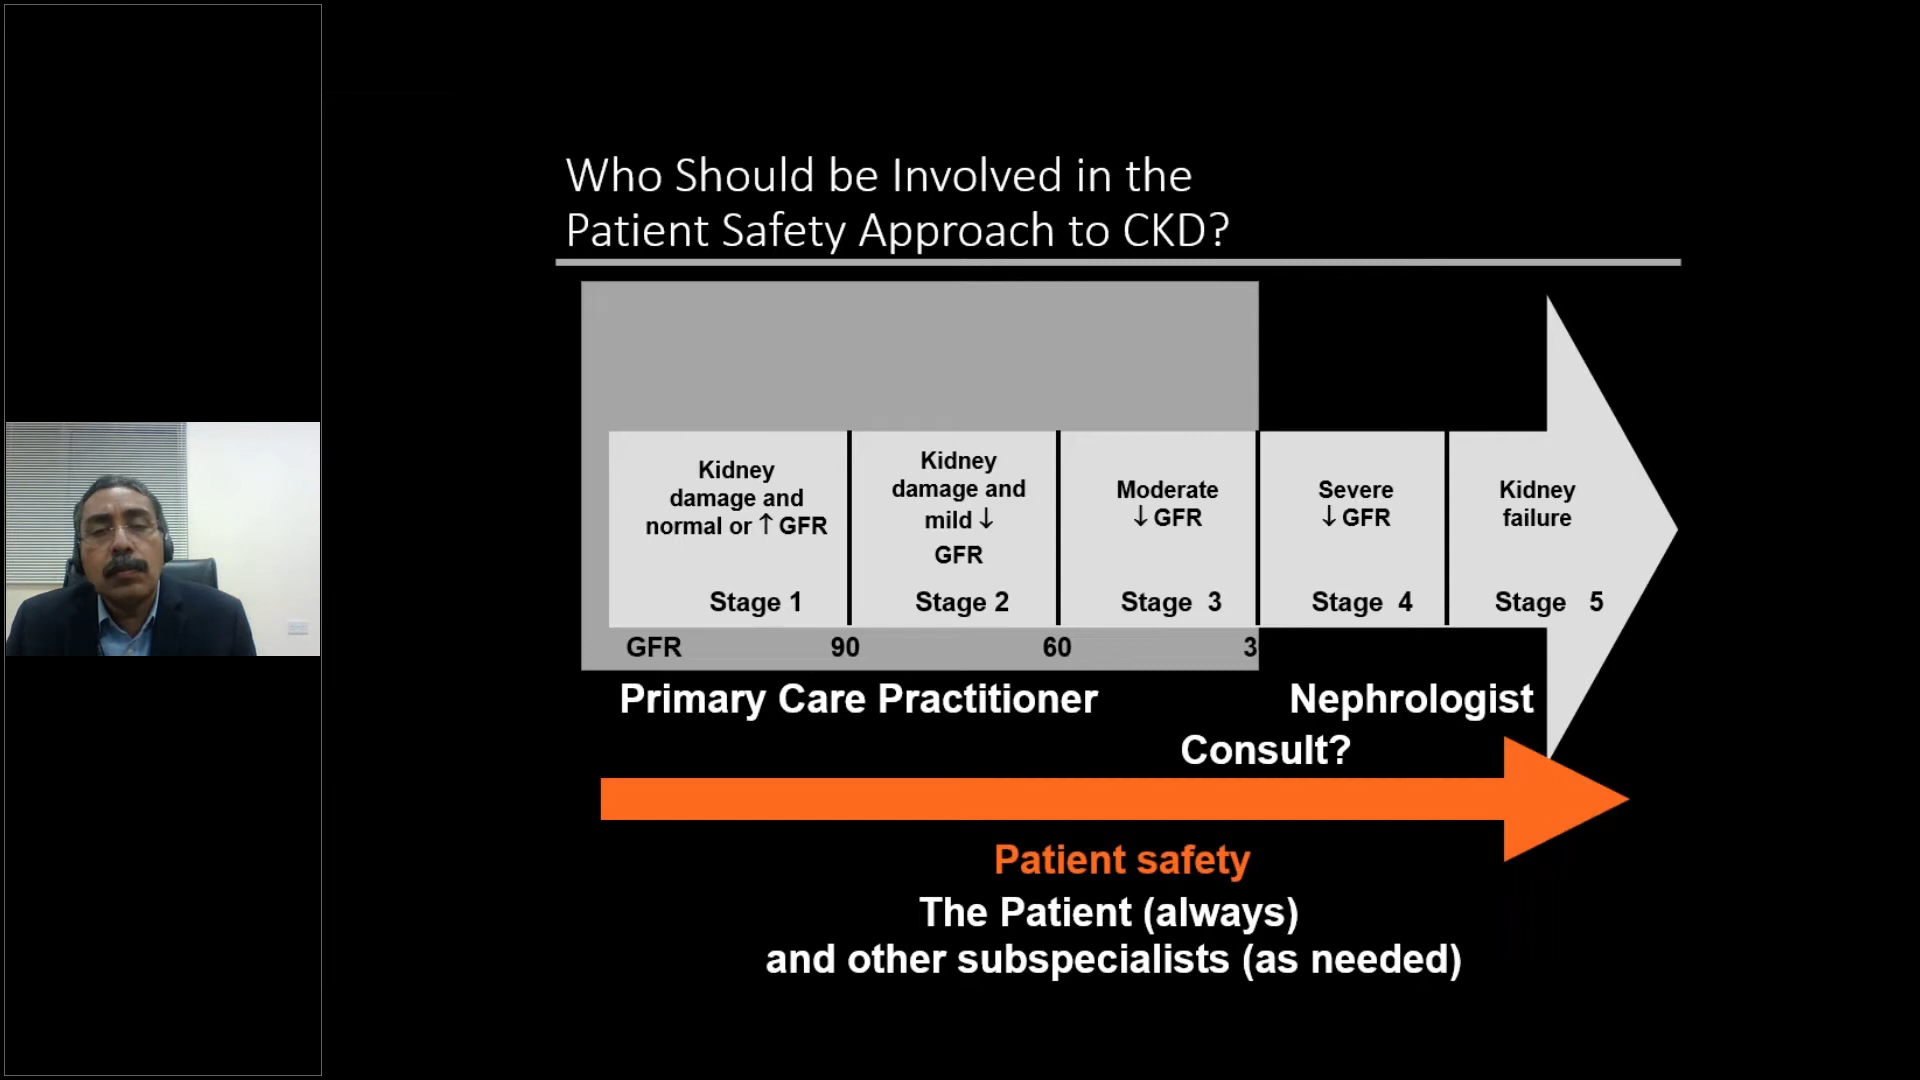 Who Should be Involved in the
Patient Safety Approach to CKD?
Kidney
damage and
normal or ↑ GFR
Stage 1
Kidney
damage and
mild ↓
GFR
Stage 2
Moderate
↓ GFR
Stage 3
Severe
↓ GFR
Stage 4
Kidney
failure
Stage 5
GFR 90 60 3
Primary Care Practitioner Nephrologist
Consult?
Patient safety
The Patient (always)
and other subspecialists (as needed)